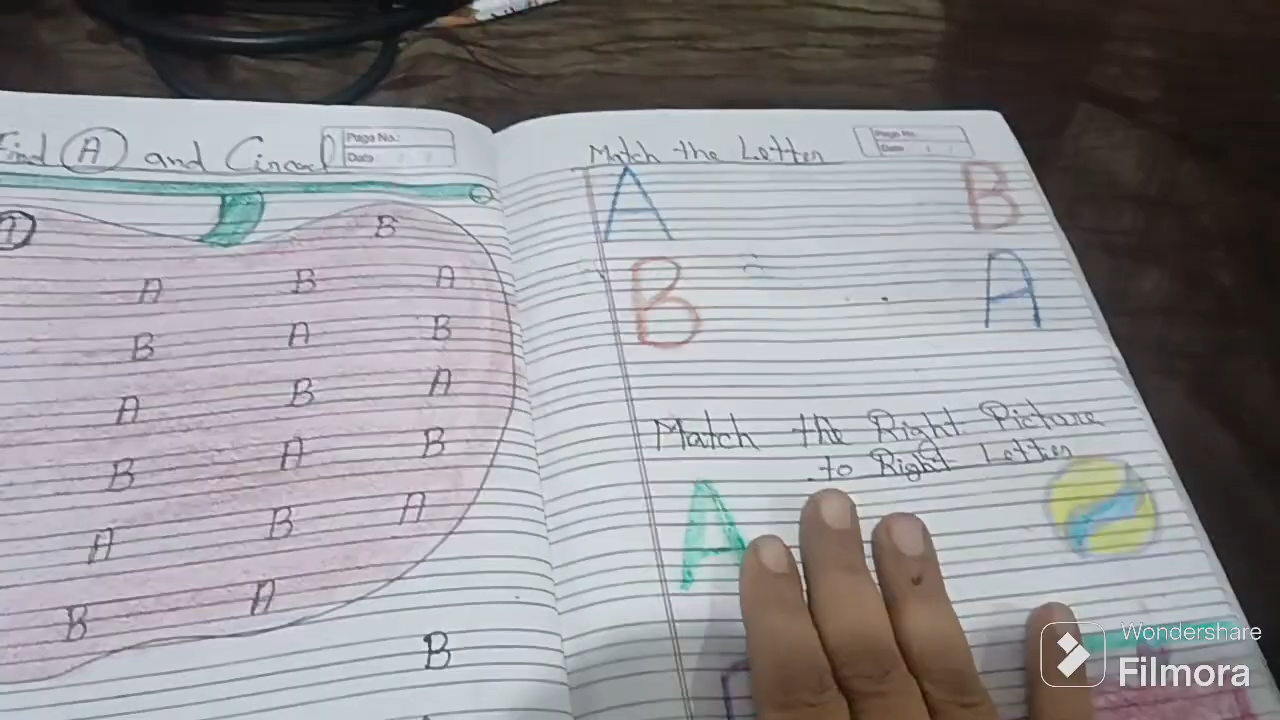 Find A and Circel
Page No.:
Date
A
B
A B A
B A B
A B A
B A B
A B A
B A
B
Match the Letter
Page No.
Date
A B
B A
Match the Right Picture
to Right Letter
A
Wondershare
Filmora